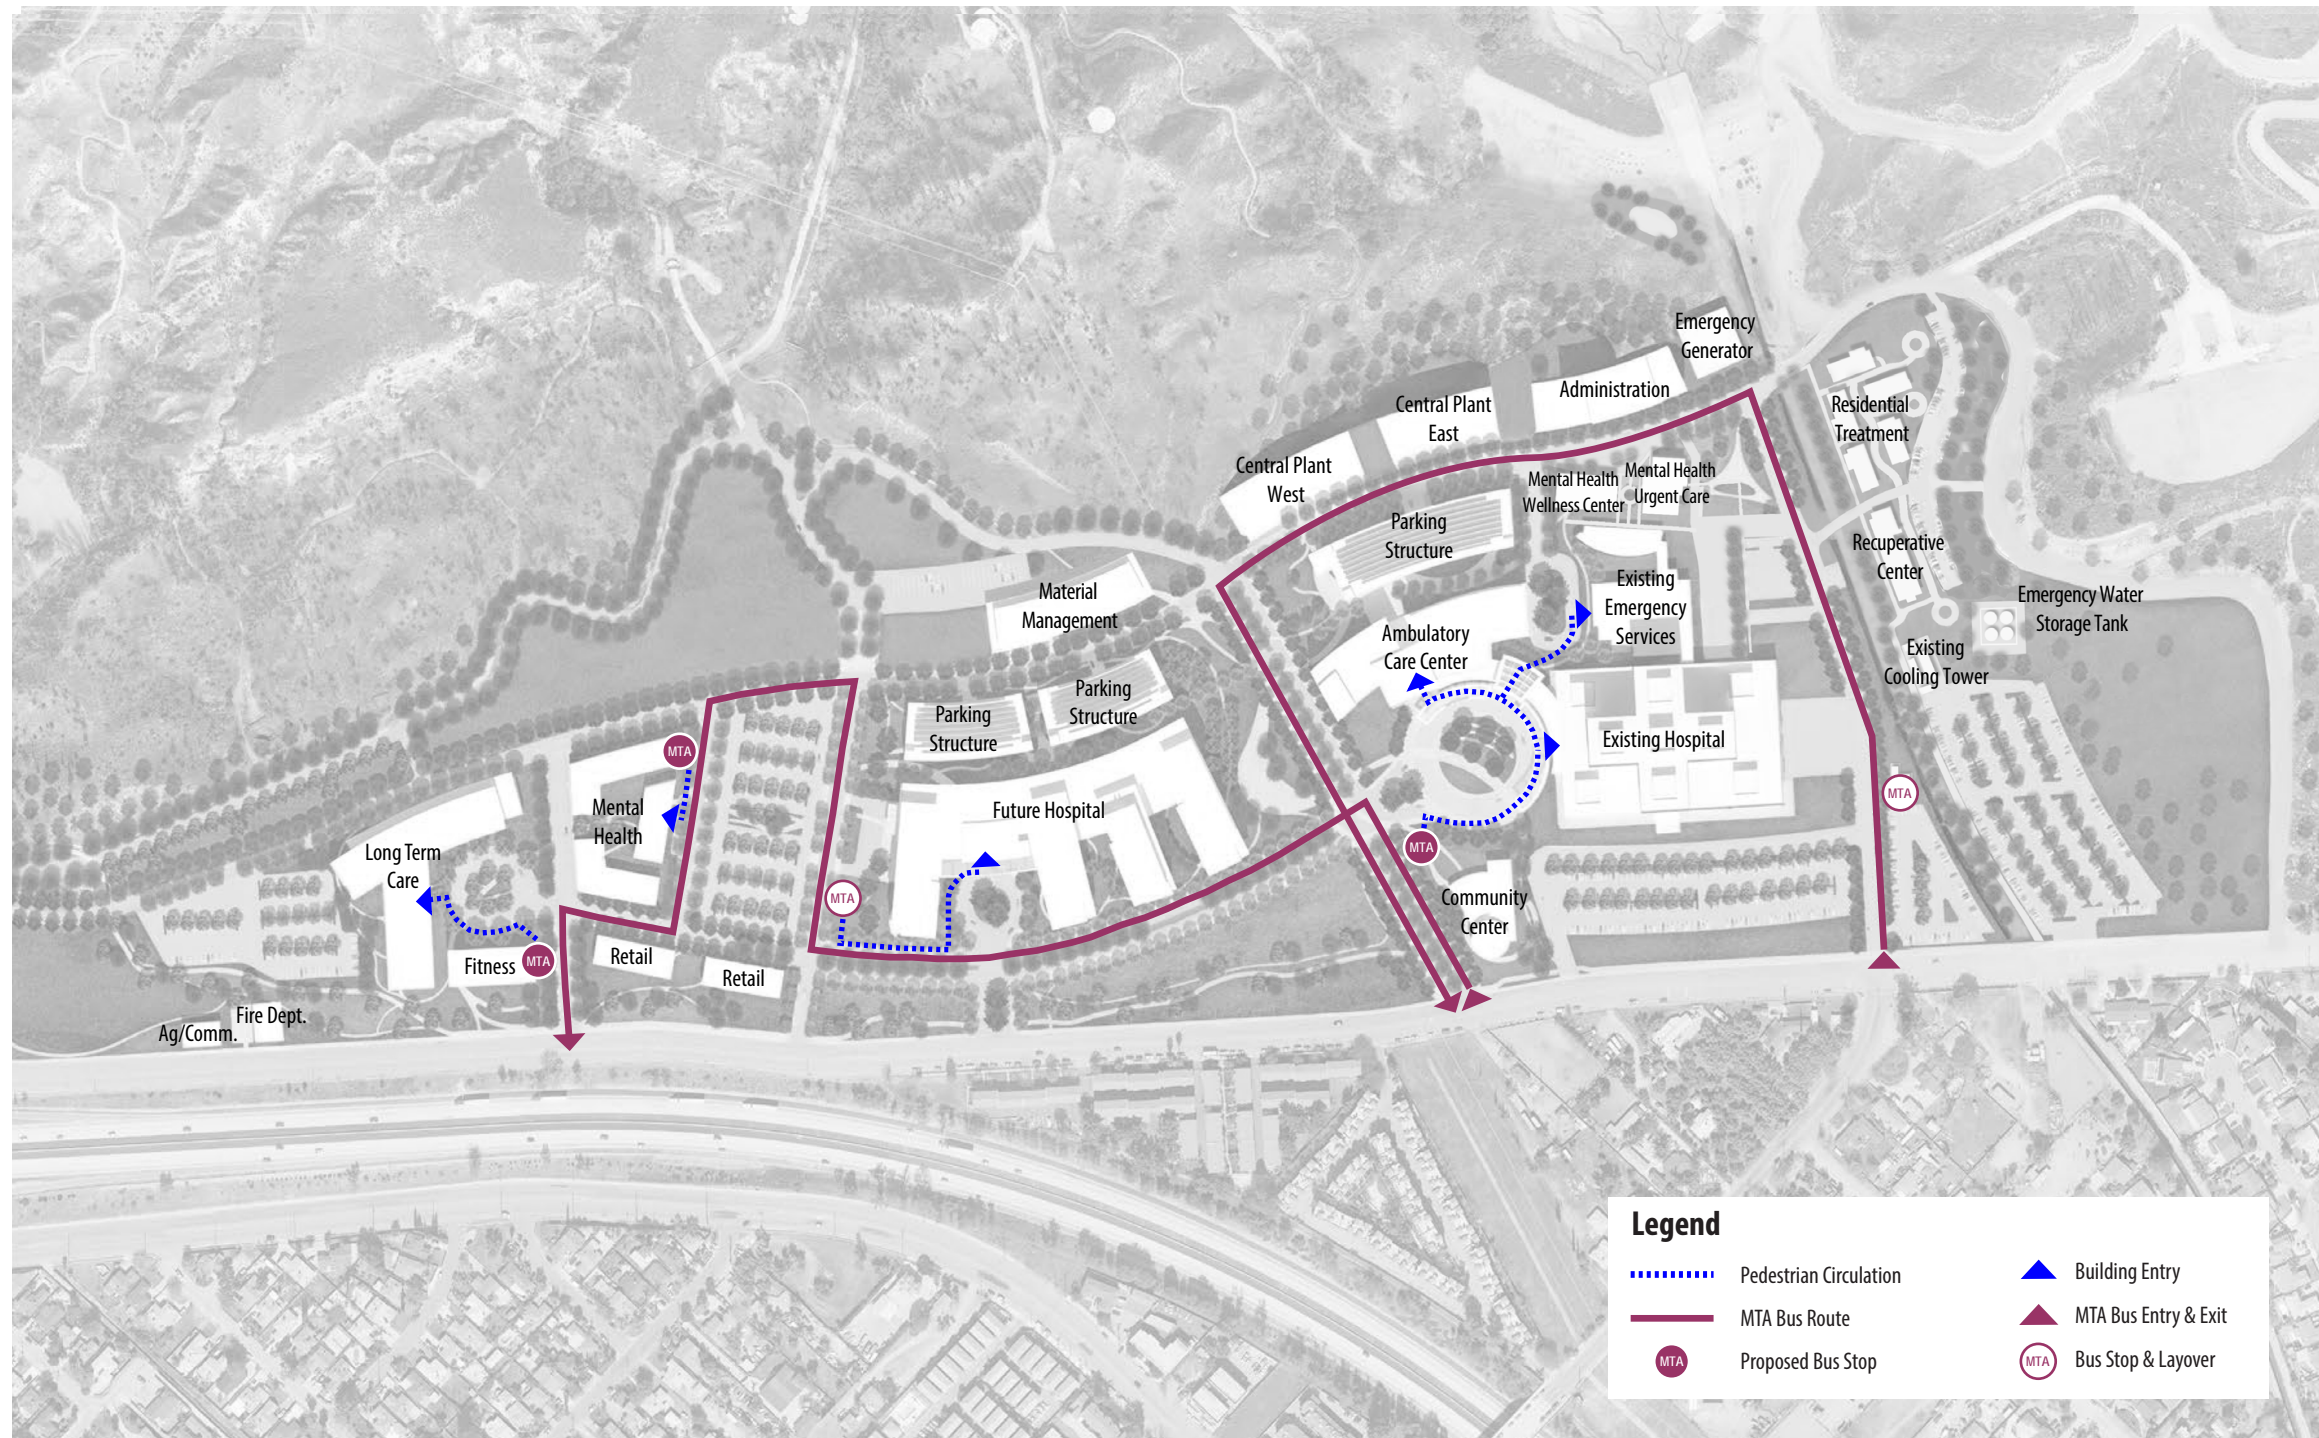 Emergency
Generator
Administration
Central Plant
East
Residential
Treatment
Central Plant
West
Mental Health
Wellness Center
Mental Health
Urgent Care
Parking
Structure
Recuperative
Center
Existing
Emergency
Services
Material
Management
Emergency Water
Storage Tank
Ambulatory
Care Center
Existing
Cooling Tower
Parking
Structure
Parking
Structure
MTA
Existing Hospital
MTA
Mental
Health
Future Hospital
MTA
Long Term
Care
MTA
Community
Center
Fitness
MTA
Retail
Retail
Fire Dept.
Ag/Comm.
Legend
Pedestrian Circulation
Building Entry
MTA Bus Route
MTA Bus Entry & Exit
MTA
Proposed Bus Stop
MTA
Bus Stop & Layover